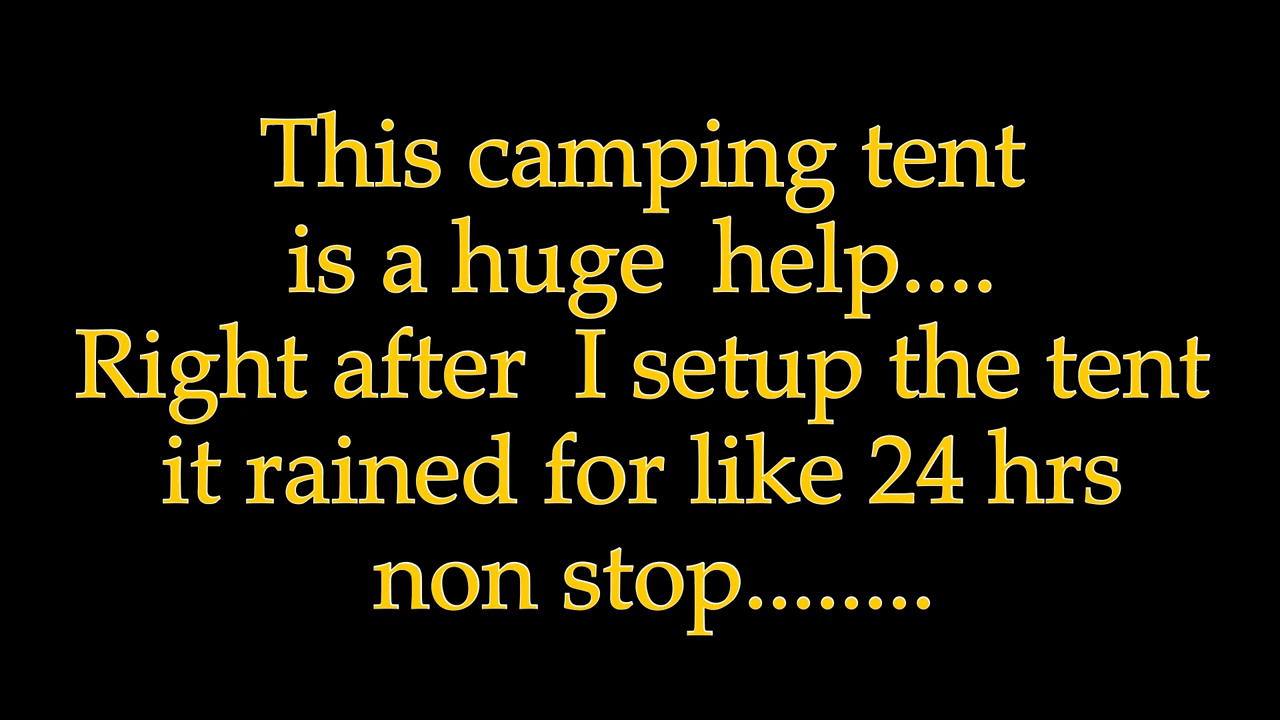 This camping tent
is a huge  help....
Right after  I setup the tent
it rained for like 24 hrs
non stop........